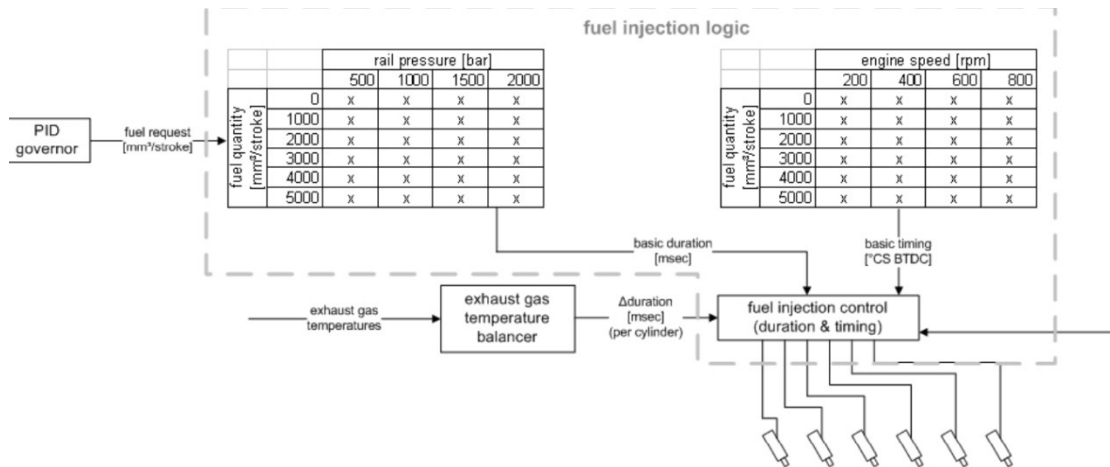 fuel injection logic
rail pressure [bar]
500 1000 1500 2000
fuel quantity
[mm³/stroke]
0 x x x x
1000 x x x x
2000 x x x x
3000 x x x x
4000 x x x x
5000 x x x x
engine speed [rpm]
200 400 600 800
fuel quantity
[mm³/stroke]
0 x x x x
1000 x x x x
2000 x x x x
3000 x x x x
4000 x x x x
5000 x x x x
PID
governor
fuel request
[mm³/stroke]
basic duration
[msec]
basic timing
[°CS BTDC]
exhaust gas
temperatures
exhaust gas
temperature
balancer
Δduration
[msec]
(per cylinder)
fuel injection control
(duration & timing)